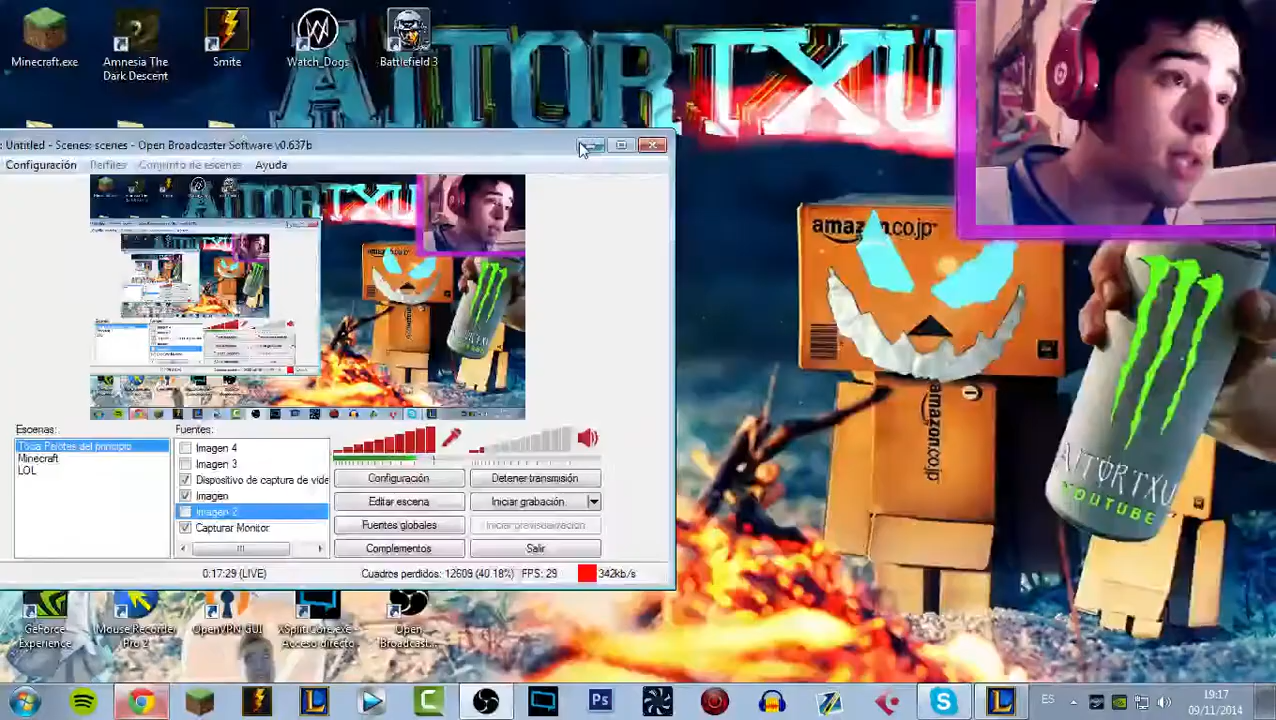 Minecraft.exe
Amnesia The
Dark Descent
Smite
Watch_Dogs
Battlefield 3
AITORTXU
: Untitled - Scenes: scenes - Open Broadcaster Software v0.637b
Configuración Perfiles Conjunto de escenas Ayuda
amazon.co.jp
amazon.co.jp
AITORTXU
YOUTUBE
Escenas:
Minecraft
LOL
Fuentes:
Imagen 4
Imagen 3
Dispositivo de captura de víde
Imagen
Imagen 2
Capturar Monitor
Configuración
Detener transmisión
Editar escena
Iniciar grabación
Fuentes globales
Iniciar previsualización
Complementos
Salir
0:17:29 (LIVE)
Cuadros perdidos: 12609 (40.18%)
FPS: 29
342kb/s
GeForce
Experience
Mouse Recorder
Pro 2
OpenVPN GUI
XSplit.Core.exe -
Acceso directo
Open
Broadcast...
ES
19:17
09/11/2014